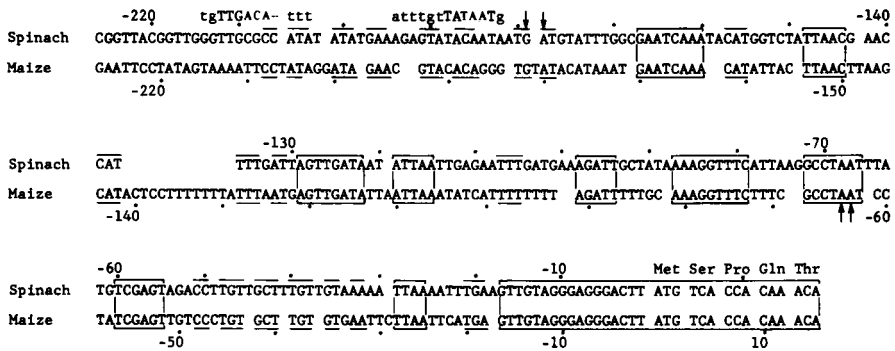 -220 tgTTGACA-- ttt atttgtTATAATg -140
Spinach CGGTTACGGTTGGGTTGCGCC ATAT ATATGAAAGAGTATACAATAATG ATGTATTTGGCGAATCAAATACATGGTCTATTAACG AAC
Maize GAATTCCTATAGTAAAATTCCTATAGGATA GAAC GTACACAGGG TGTATACATAAAT GAATCAAA CATATTAC TTAACTTAAG
-220 -150
-130 -70
Spinach CAT TTTGATTAGTTGATAAT ATTAATTGAGAATTTGATGAAAGATTGCTATAAAAGGTTTCATTAAGGCCTAATTTA
Maize CATACTCCTTTTTTTATTTAATGAGTTGATATTAATTAAATATCATTTTTTTT AGATTTTTGC AAAGGTTTCTTTC GCCTAAT CC
-140 -60
-60 -10 Met Ser Pro Gln Thr
Spinach TGTCGAGTAGACCTTGTTGCTTTGTTGTAAAAA TTAAAATTTGAAGTTGTAGGGAGGGACTT ATG TCA CCA CAA ACA
Maize TATCGAGTTGTCCCTGT GCT TGT GTGAATTCTTAATTCATGA GTTGTAGGGAGGGACTT ATG TCA CCA CAA ACA
-50 -10 10